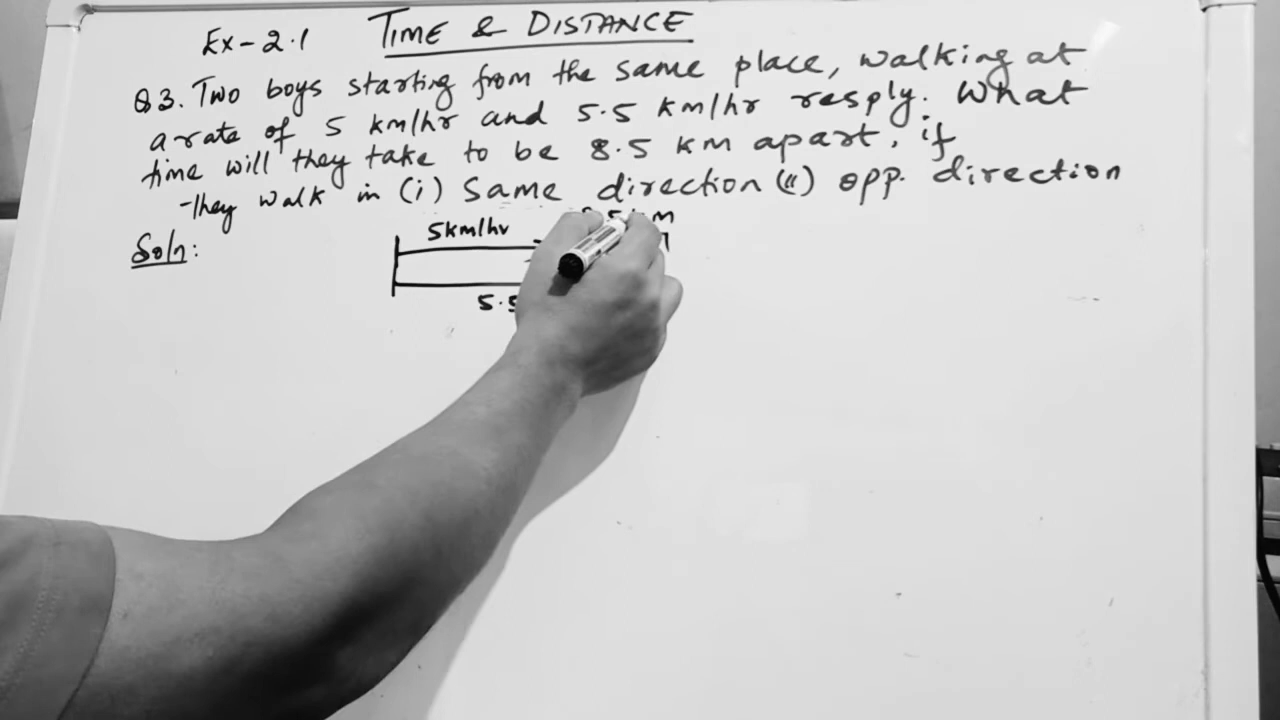 Ex-2.1 TIME & DISTANCE
Q3. Two boys starting from the same place, walking at
a rate of 5 km/hr and 5.5 km/hr resply. What
time will they take to be 8.5 km apart, if
they walk in (i) Same direction (ii) opp. direction
Soln:
5km/hr
5.5